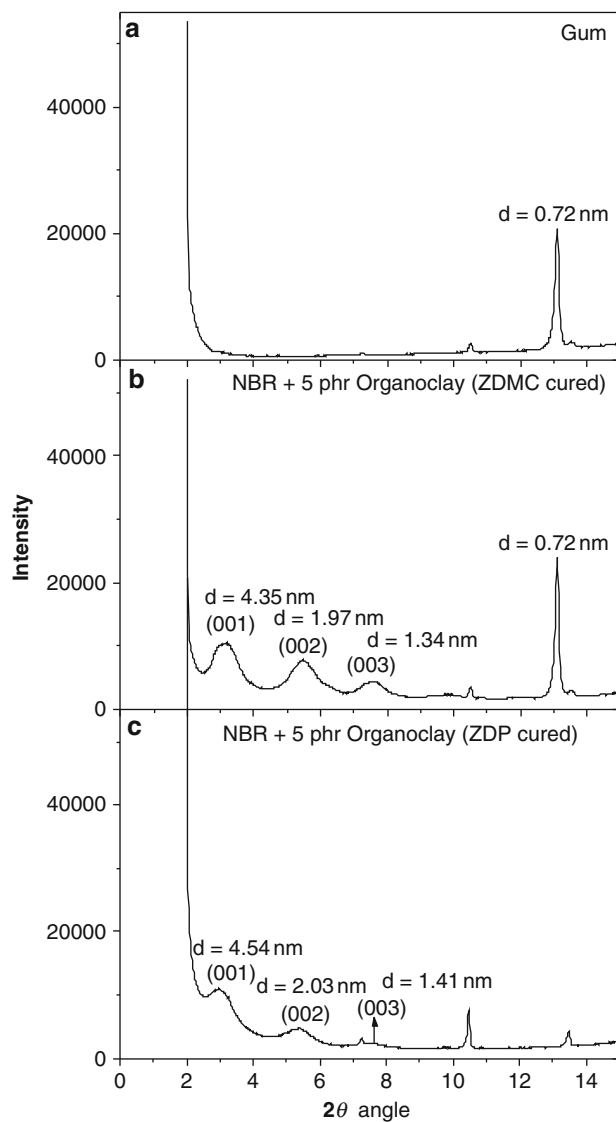 a
Gum
40000
20000
0
d = 0.72 nm
b
NBR + 5 phr Organoclay (ZDMC cured)
40000
20000
0
d = 4.35 nm
(001)
d = 1.97 nm
(002)
d = 1.34 nm
(003)
d = 0.72 nm
c
NBR + 5 phr Organoclay (ZDP cured)
40000
20000
0
d = 4.54 nm
(001)
d = 2.03 nm
(002)
d = 1.41 nm
(003)
Intensity
0 2 4 6 8 10 12 14
2θ angle